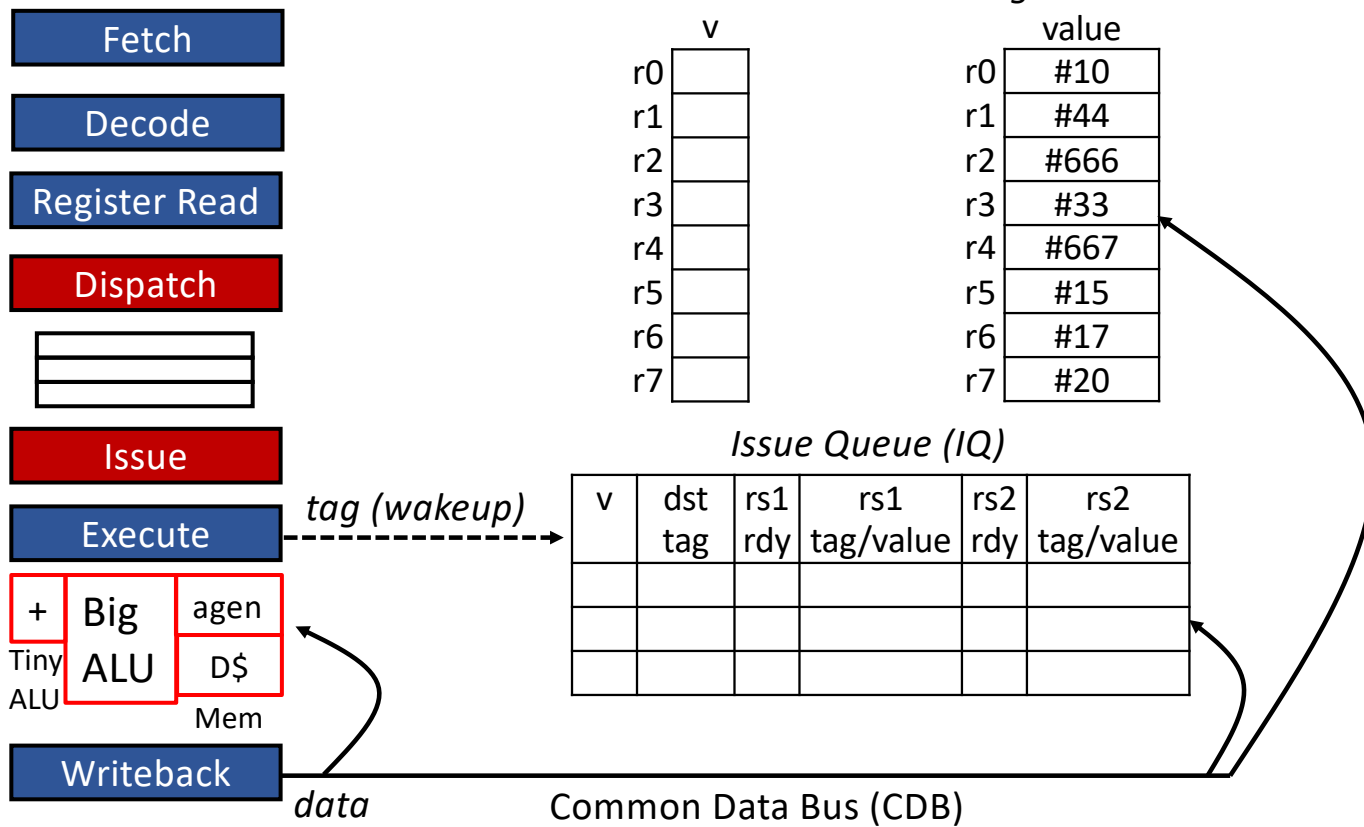 Fetch
Decode
Register Read
Dispatch
Issue
Execute
+
Big
ALU
agen
D$
Tiny
ALU
Mem
Writeback
v
r0
r1
r2
r3
r4
r5
r6
r7
value
r0 #10
r1 #44
r2 #666
r3 #33
r4 #667
r5 #15
r6 #17
r7 #20
Issue Queue (IQ)
tag (wakeup)
v dst rs1 rs1 rs2 rs2
tag rdy tag/value rdy tag/value
data
Common Data Bus (CDB)